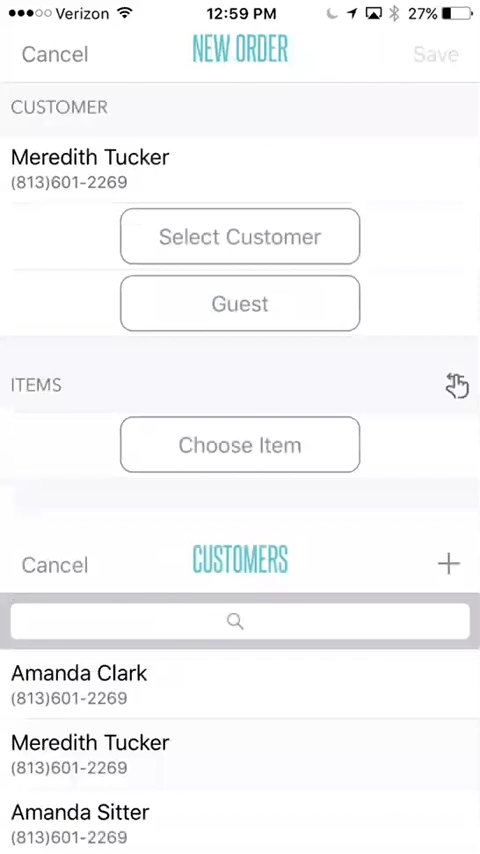 Verizon 12:59 PM 27%
Cancel NEW ORDER Save
CUSTOMER
Meredith Tucker
(813)601-2269
Select Customer
Guest
ITEMS
Choose Item
Cancel CUSTOMERS +
Amanda Clark
(813)601-2269
Meredith Tucker
(813)601-2269
Amanda Sitter
(813)601-2269